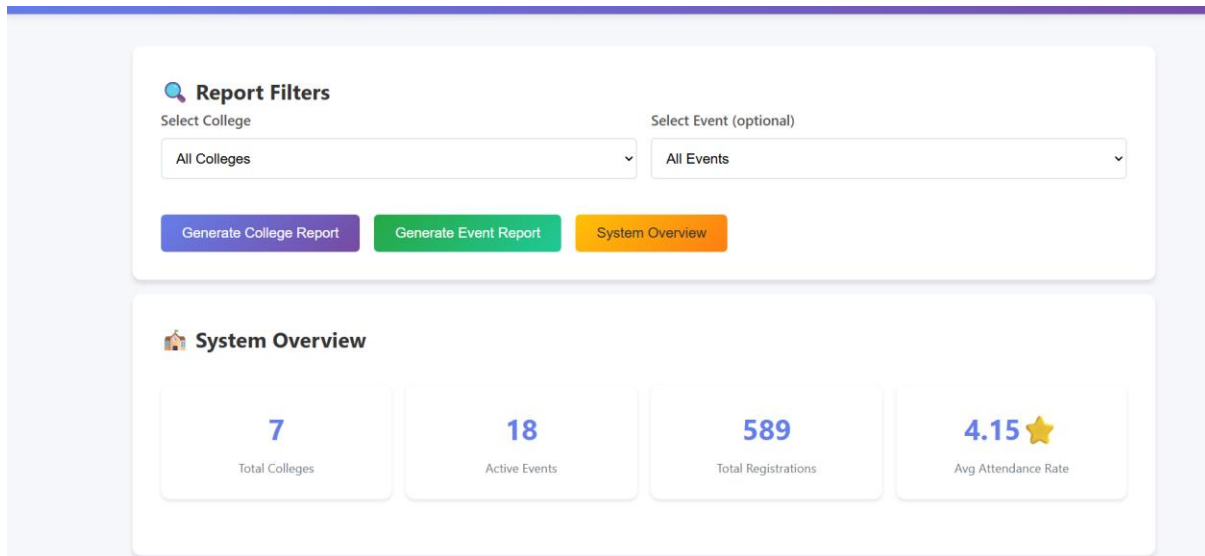 Report Filters
Select College
Select Event (optional)
All Colleges
All Events
Generate College Report
Generate Event Report
System Overview
System Overview
7
Total Colleges
18
Active Events
589
Total Registrations
4.15
Avg Attendance Rate